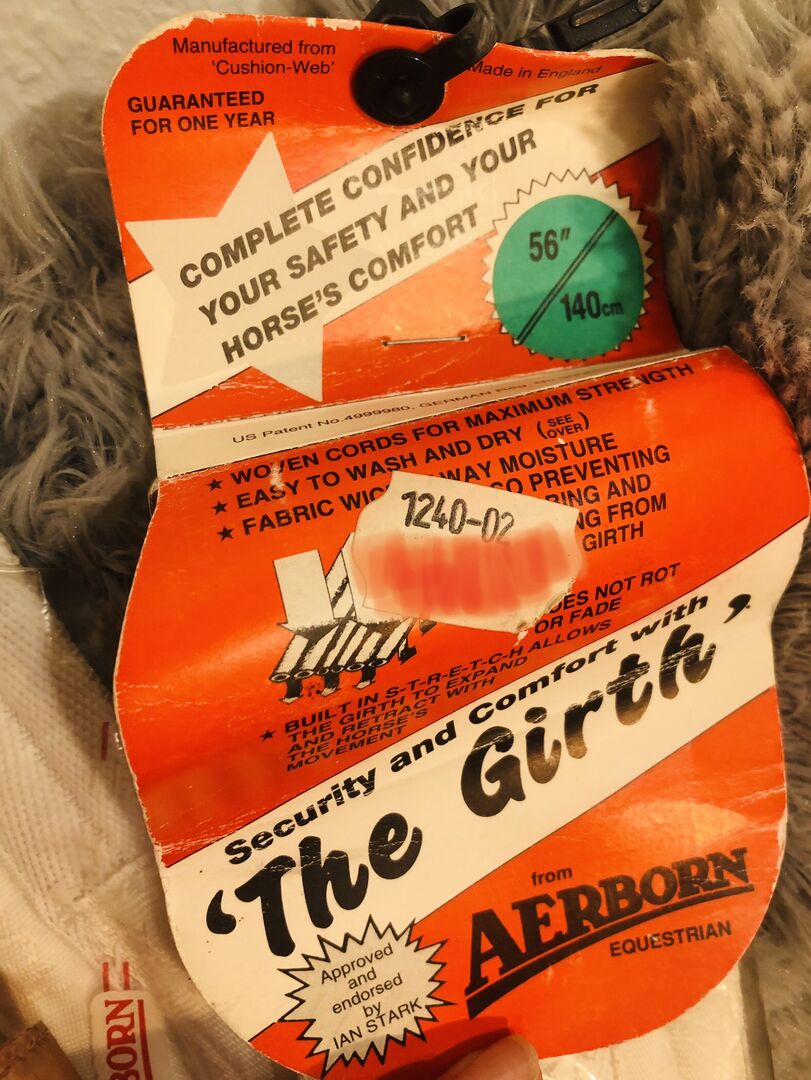 Manufactured from
'Cushion-Web'
Made in England
GUARANTEED
FOR ONE YEAR
COMPLETE CONFIDENCE FOR
YOUR SAFETY AND YOUR
HORSE'S COMFORT
56"
140cm
US Patent No.4999980. GERMAN
★ WOVEN CORDS FOR MAXIMUM STRENGTH
★ EASY TO WASH AND DRY (SEE OVER)
★ FABRIC WAY MOISTURE
PREVENTING
AND
FROM
GIRTH
1240-02
NOT ROT
OR FADE
★ BUILT IN S-T-R-E-T-C-H ALLOWS
THE GIRTH TO EXPAND
AND RETRACT WITH
THE HORSE'S
MOVEMENT
Security and Comfort with
'The Girth'
from
AERBORN
EQUESTRIAN
Approved
and
endorsed
by
IAN STARK
BORN